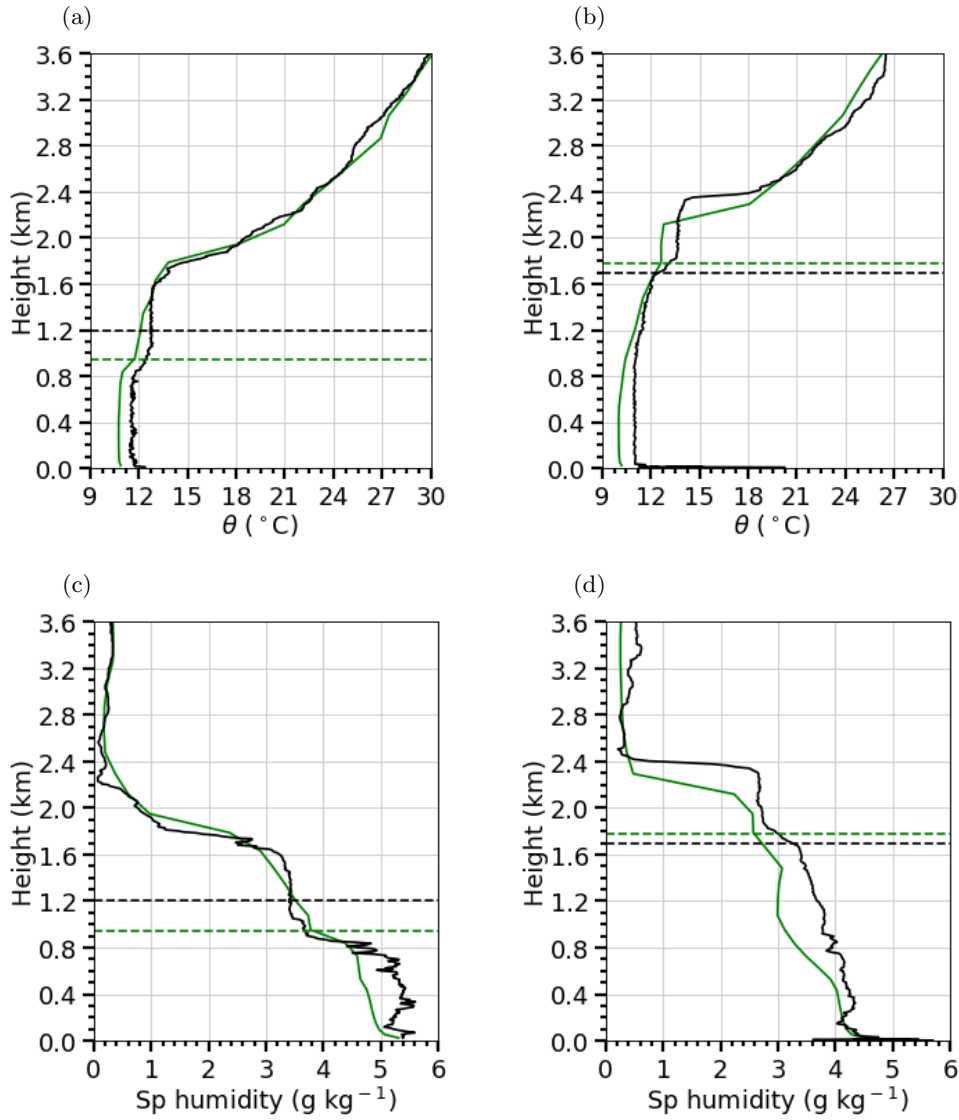 (a)
3.6
3.2
2.8
2.4
2.0
1.6
1.2
0.8
0.4
0.0
Height (km)
9 12 15 18 21 24 27 30
θ (°C)
(b)
3.6
3.2
2.8
2.4
2.0
1.6
1.2
0.8
0.4
0.0
Height (km)
9 12 15 18 21 24 27 30
θ (°C)
(c)
3.6
3.2
2.8
2.4
2.0
1.6
1.2
0.8
0.4
0.0
Height (km)
0 1 2 3 4 5 6
Sp humidity (g kg⁻¹)
(d)
3.6
3.2
2.8
2.4
2.0
1.6
1.2
0.8
0.4
0.0
Height (km)
0 1 2 3 4 5 6
Sp humidity (g kg⁻¹)